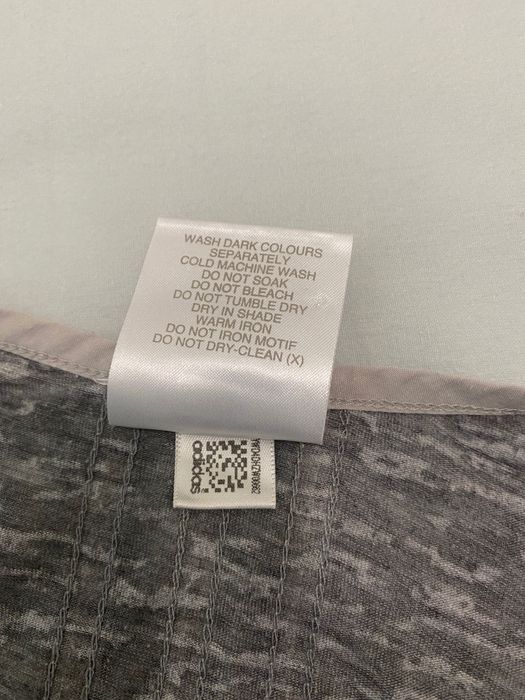 WASH DARK COLOURS
SEPARATELY
COLD MACHINE WASH
DO NOT SOAK
DO NOT BLEACH
DO NOT TUMBLE DRY
DRY IN SHADE
WARM IRON
DO NOT IRON MOTIF
DO NOT DRY-CLEAN (X)
adidas